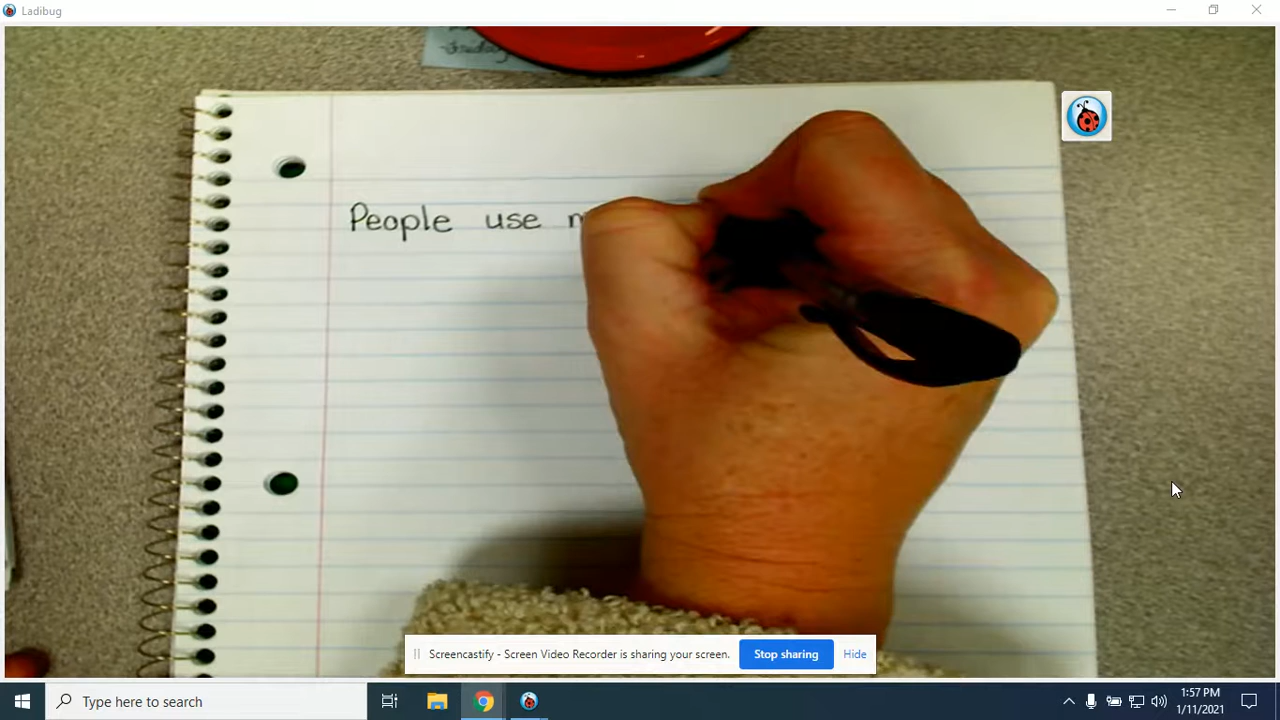 Ladibug
People use
Screencastify - Screen Video Recorder is sharing your screen.
Stop sharing
Hide
Type here to search
1:57 PM
1/11/2021